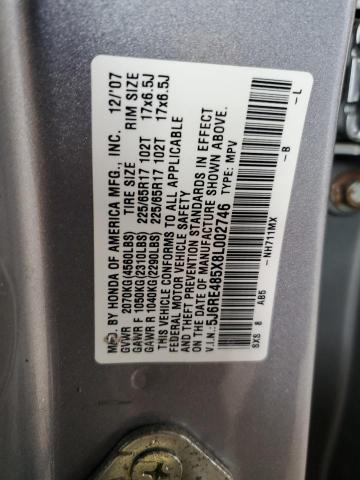 MFD. BY HONDA OF AMERICA MFG., INC. 12/'07
GVWR 2070KG(4560LBS) TIRE SIZE RIM SIZE
GAWR F 1050KG(2310LBS) 225/65R17 102T 17x6.5J
GAWR R 1040KG(2290LBS) 225/65R17 102T 17x6.5J
THIS VEHICLE CONFORMS TO ALL APPLICABLE
FEDERAL MOTOR VEHICLE SAFETY
AND THEFT PREVENTION STANDARDS IN EFFECT
ON THE DATE OF MANUFACTURE SHOWN ABOVE.
V.I.N.: 5J6RE485X8L002746 TYPE: MPV
SXS 8 AB5 -NH711MX -B -L